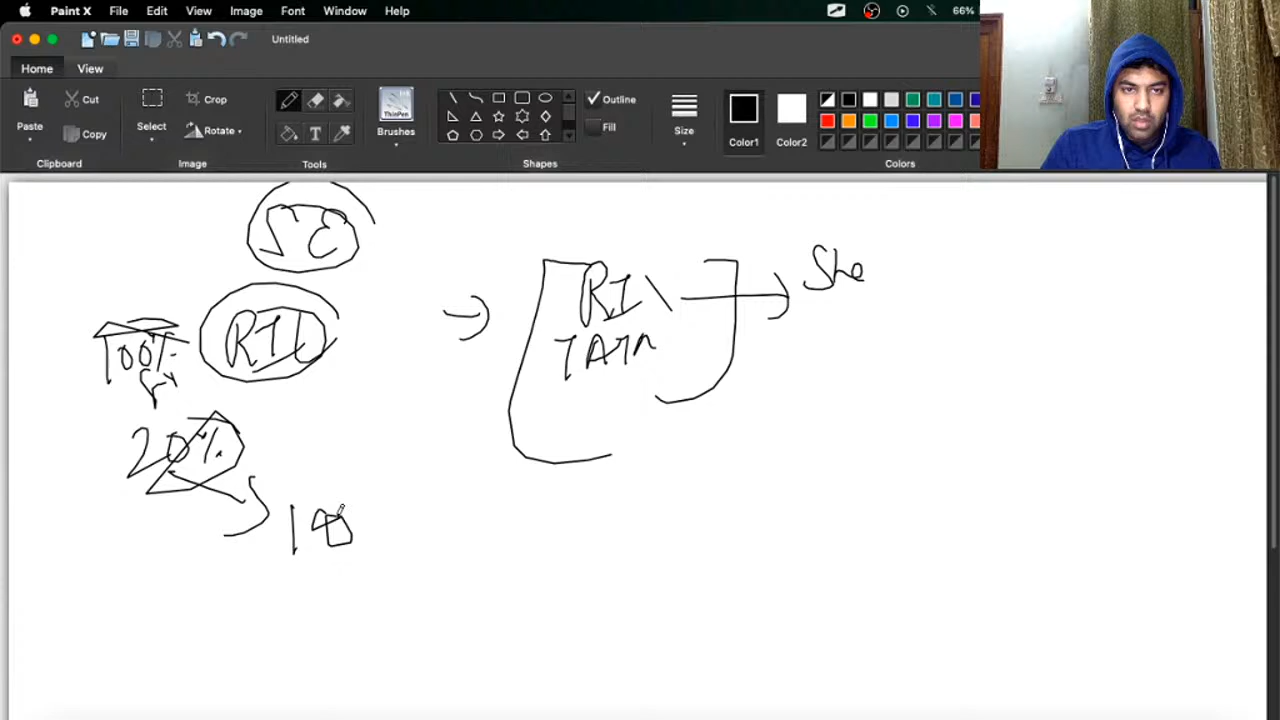 Paint X File Edit View Image Font Window Help 66%
Untitled
Home View
Paste Cut Copy Select Crop Rotate Brushes ThinPen Outline Fill Size Color1 Color2
Clipboard Image Tools Shapes Colors
SE
RIL → RIL → She
TATA
100%
20%